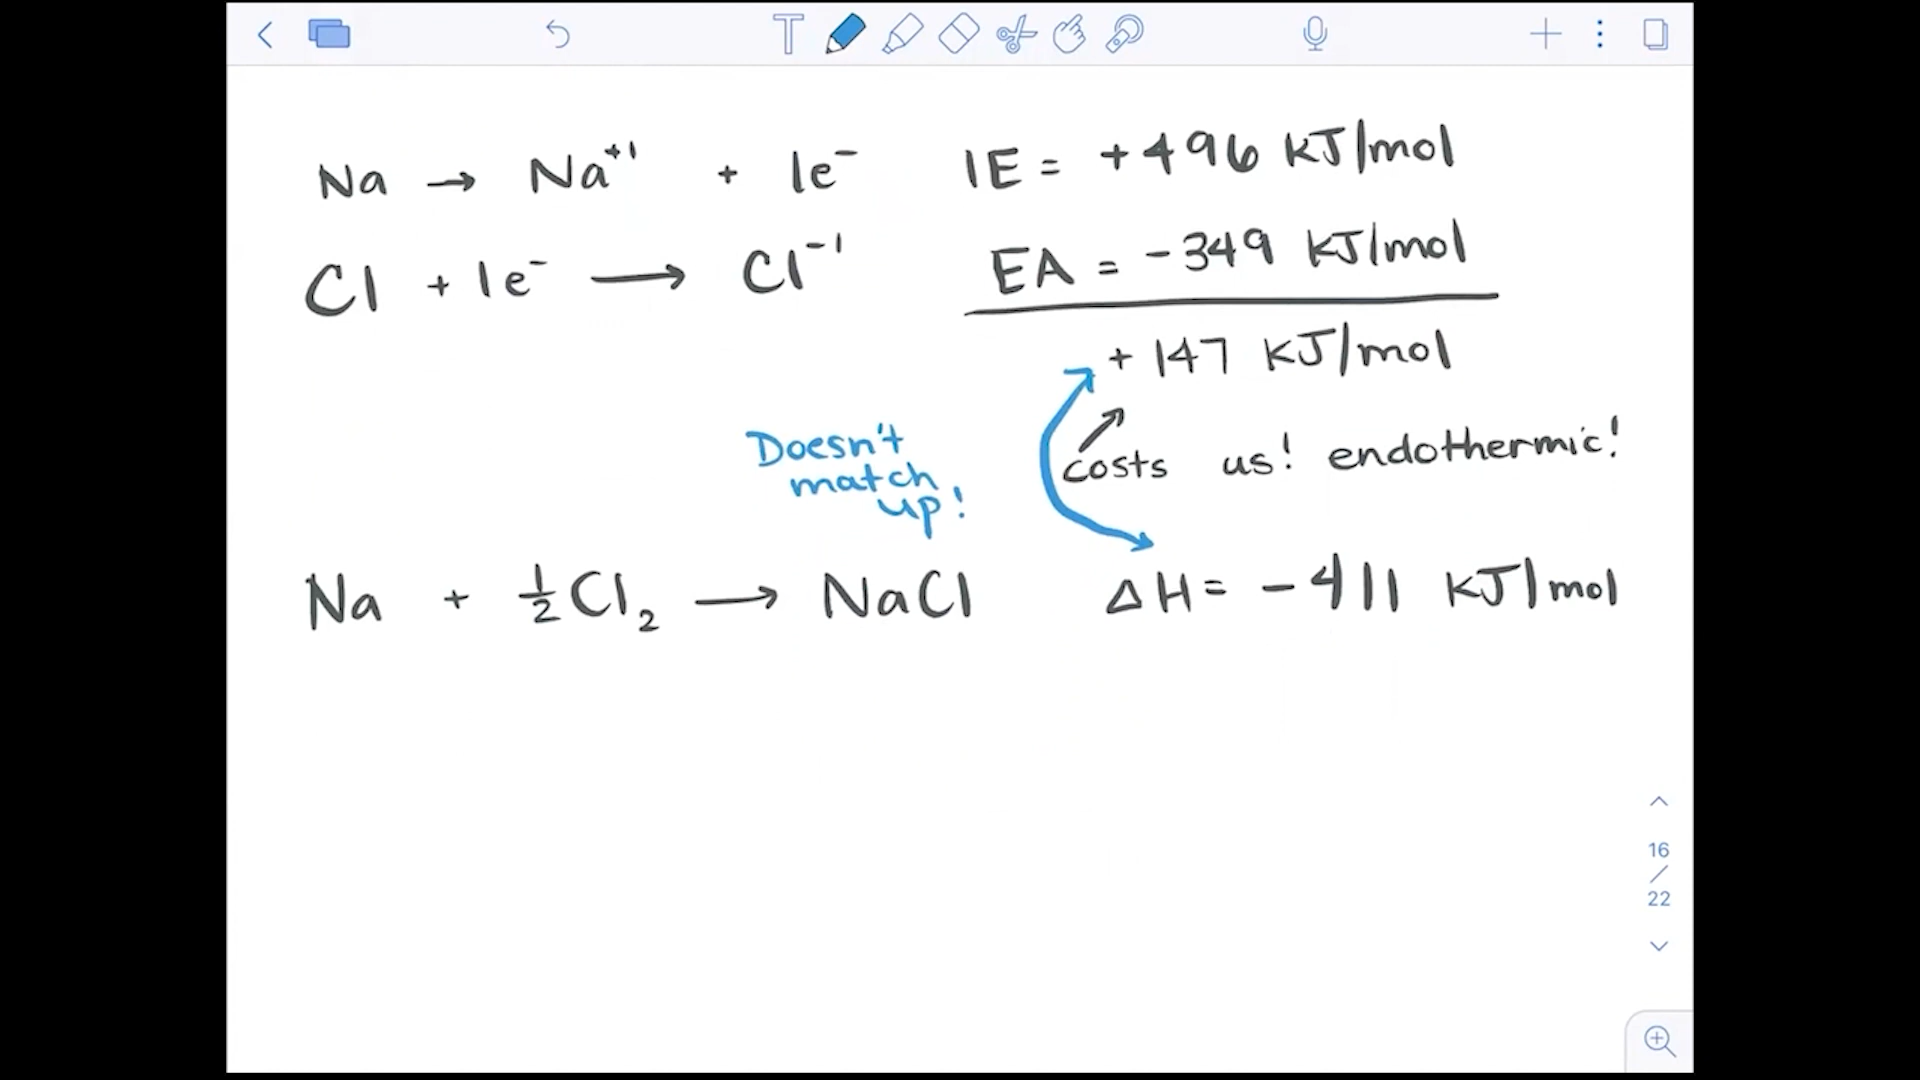 Na → Na⁺¹ + 1e⁻ IE = +496 kJ/mol
Cl + 1e⁻ → Cl⁻¹ EA = -349 kJ/mol
+ 147 kJ/mol
costs us! endothermic!
Doesn't
match
up!
Na + ½Cl₂ → NaCl ΔH = -411 kJ/mol
16
/
22